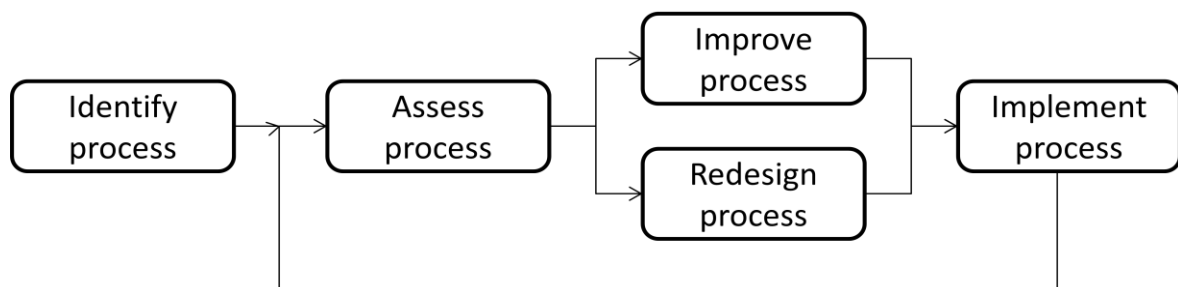 Identify
process
Assess
process
Improve
process
Redesign
process
Implement
process